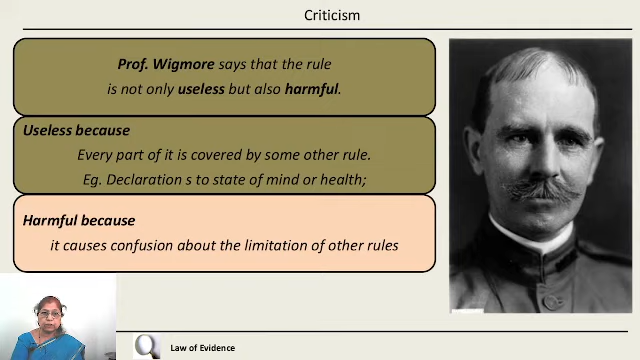 Criticism
Prof. Wigmore says that the rule
is not only useless but also harmful.
Useless because
Every part of it is covered by some other rule.
Eg. Declaration s to state of mind or health;
Harmful because
it causes confusion about the limitation of other rules
Law of Evidence